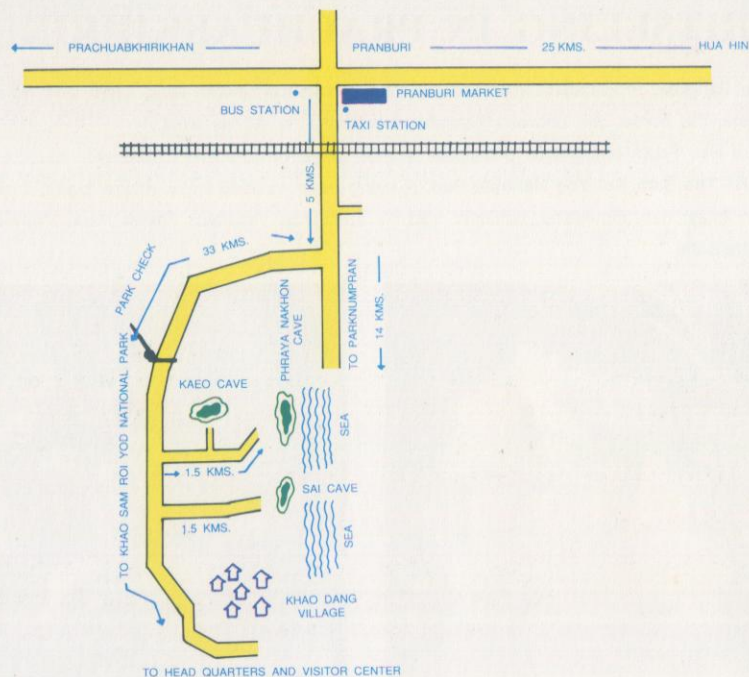 PRACHUABKHIRIKHAN
PRANBURI
25 KMS.
HUA HIN
BUS STATION
PRANBURI MARKET
TAXI STATION
5 KMS.
33 KMS.
PARK CHECK
TO PARKNUMPRAN
14 KMS.
PHRAYA NAKHON
CAVE
KAEO CAVE
SEA
1.5 KMS.
SAI CAVE
1.5 KMS.
SEA
TO KHAO SAM ROI YOD NATIONAL PARK
KHAO DANG
VILLAGE
TO HEAD QUARTERS AND VISITOR CENTER